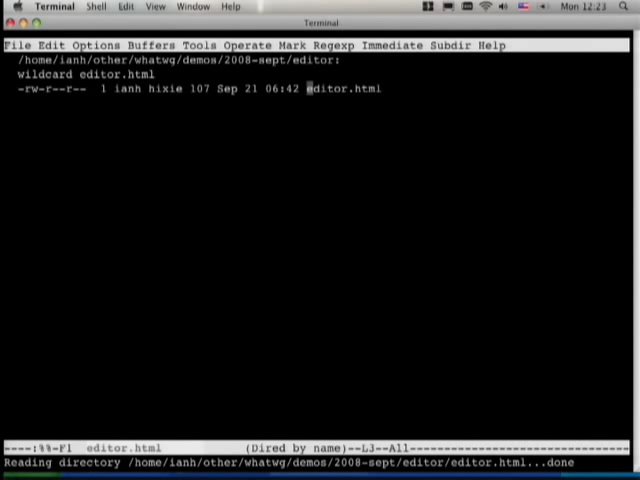 Terminal Shell Edit View Window Help Mon 12:23
Terminal
File Edit Options Buffers Tools Operate Mark Regexp Immediate Subdir Help
/home/ianh/other/whatwg/demos/2008-sept/editor:
wildcard editor.html
-rw-r--r-- 1 ianh hixie 107 Sep 21 06:42 editor.html
----:%%-F1 editor.html (Dired by name)--L3--All--------------------------------
Reading directory /home/ianh/other/whatwg/demos/2008-sept/editor/editor.html...done